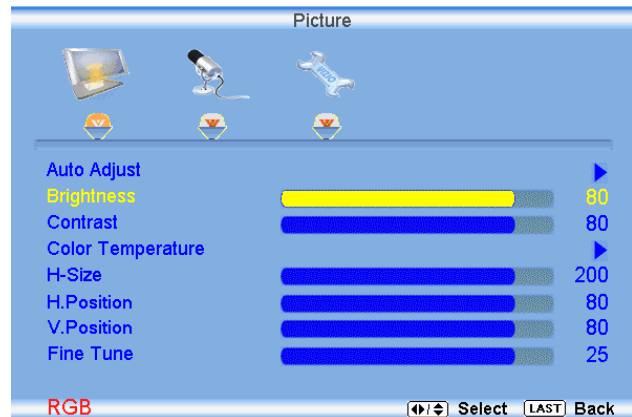 Picture
VIZIO
Auto Adjust
Brightness 80
Contrast 80
Color Temperature
H-Size 200
H.Position 80
V.Position 80
Fine Tune 25
RGB Select LAST Back